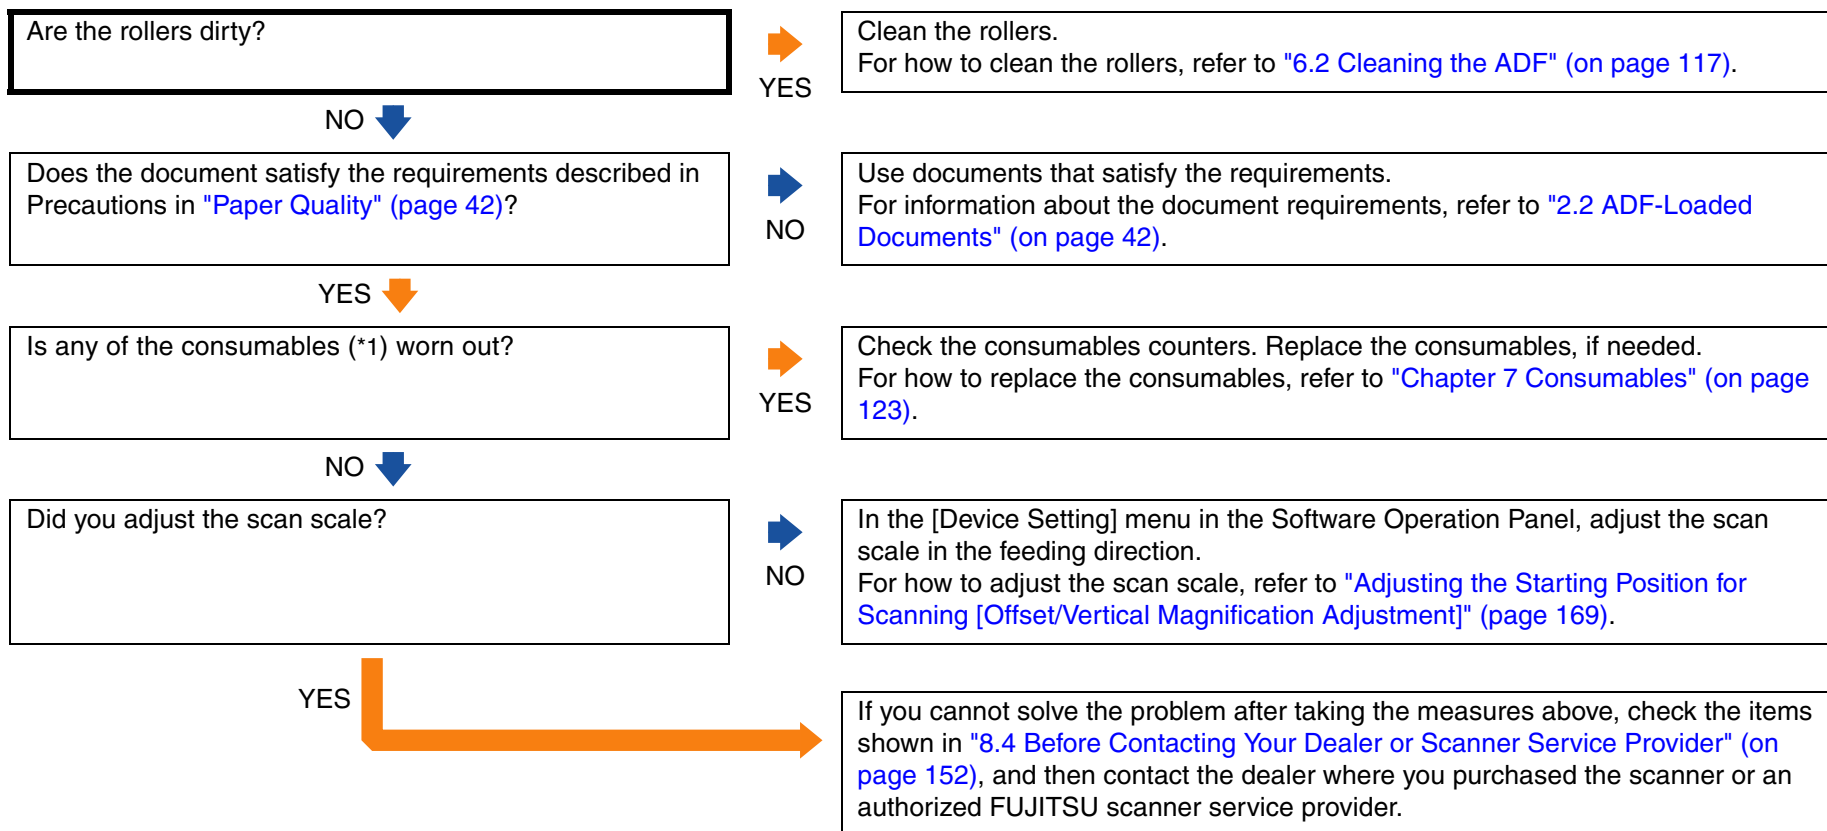 Are the rollers dirty?
YES
Clean the rollers.
For how to clean the rollers, refer to "6.2 Cleaning the ADF" (on page 117).
NO
Does the document satisfy the requirements described in
Precautions in "Paper Quality" (page 42)?
NO
Use documents that satisfy the requirements.
For information about the document requirements, refer to "2.2 ADF-Loaded
Documents" (on page 42).
YES
Is any of the consumables (*1) worn out?
YES
Check the consumables counters. Replace the consumables, if needed.
For how to replace the consumables, refer to "Chapter 7 Consumables" (on page
123).
NO
Did you adjust the scan scale?
NO
In the [Device Setting] menu in the Software Operation Panel, adjust the scan
scale in the feeding direction.
For how to adjust the scan scale, refer to "Adjusting the Starting Position for
Scanning [Offset/Vertical Magnification Adjustment]" (page 169).
YES
If you cannot solve the problem after taking the measures above, check the items
shown in "8.4 Before Contacting Your Dealer or Scanner Service Provider" (on
page 152), and then contact the dealer where you purchased the scanner or an
authorized FUJITSU scanner service provider.